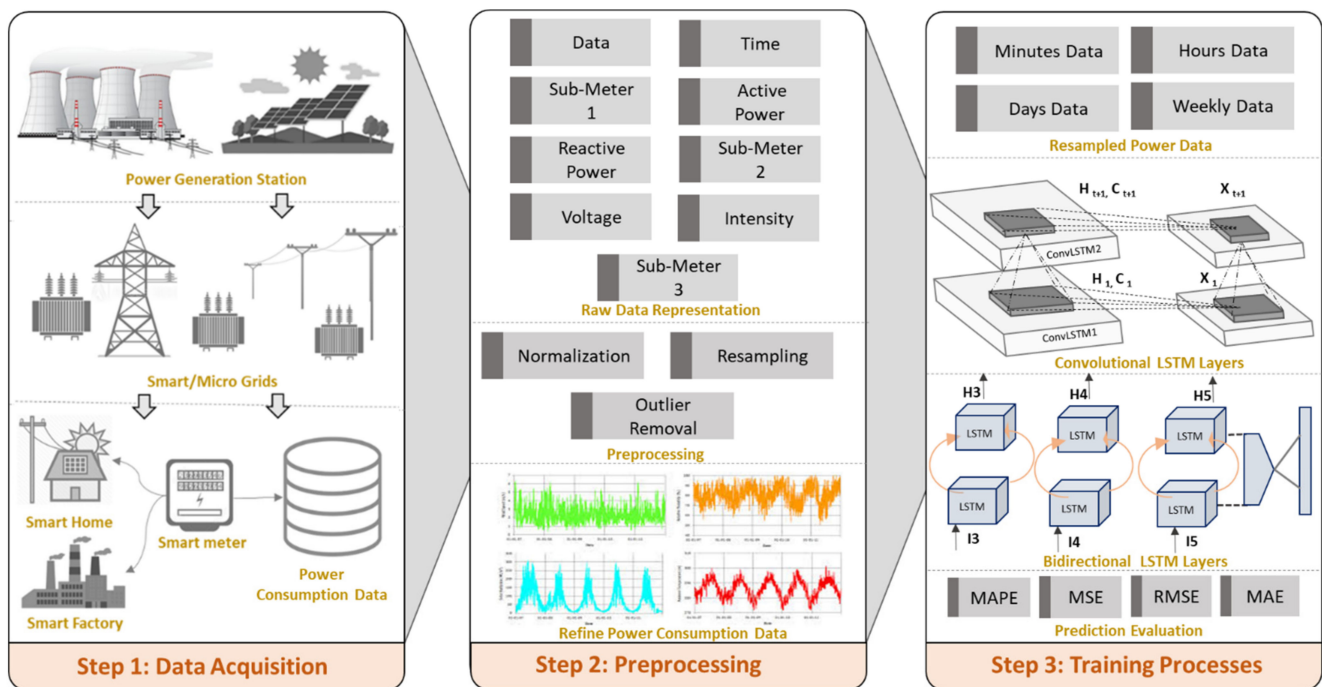 Power Generation Station
Smart/Micro Grids
Smart Home
Smart meter
Smart Factory
Power
Consumption Data
Step 1: Data Acquisition
Data
Time
Sub-Meter
1
Active
Power
Reactive
Power
Sub-Meter
2
Voltage
Intensity
Sub-Meter
3
Raw Data Representation
Normalization
Resampling
Outlier
Removal
Preprocessing
Refine Power Consumption Data
Step 2: Preprocessing
Minutes Data
Hours Data
Days Data
Weekly Data
Resampled Power Data
H t+1, C t+1
X t+1
ConvLSTM2
H 1, C 1
X 1
ConvLSTM1
Convolutional LSTM Layers
H3
H4
H5
LSTM
LSTM
LSTM
LSTM
LSTM
LSTM
I3
I4
I5
Bidirectional LSTM Layers
MAPE
MSE
RMSE
MAE
Prediction Evaluation
Step 3: Training Processes